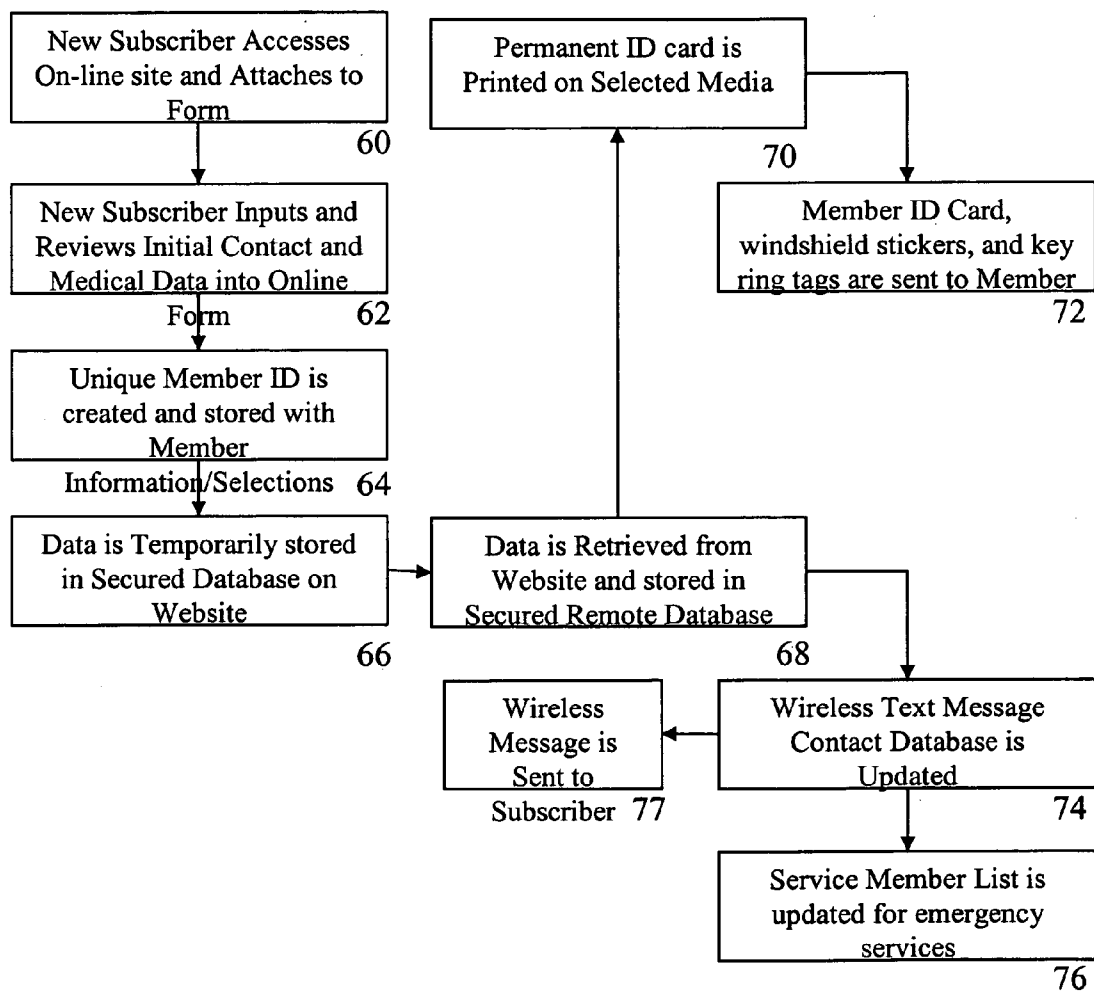 New Subscriber Accesses
On-line site and Attaches to
Form
60
New Subscriber Inputs and
Reviews Initial Contact and
Medical Data into Online
Form
62
Unique Member ID is
created and stored with
Member
Information/Selections
64
Data is Temporarily stored
in Secured Database on
Website
66
Data is Retrieved from
Website and stored in
Secured Remote Database
68
Permanent ID card is
Printed on Selected Media
70
Member ID Card,
windshield stickers, and key
ring tags are sent to Member
72
Wireless Text Message
Contact Database is
Updated
74
Wireless
Message is
Sent to
Subscriber
77
Service Member List is
updated for emergency
services
76